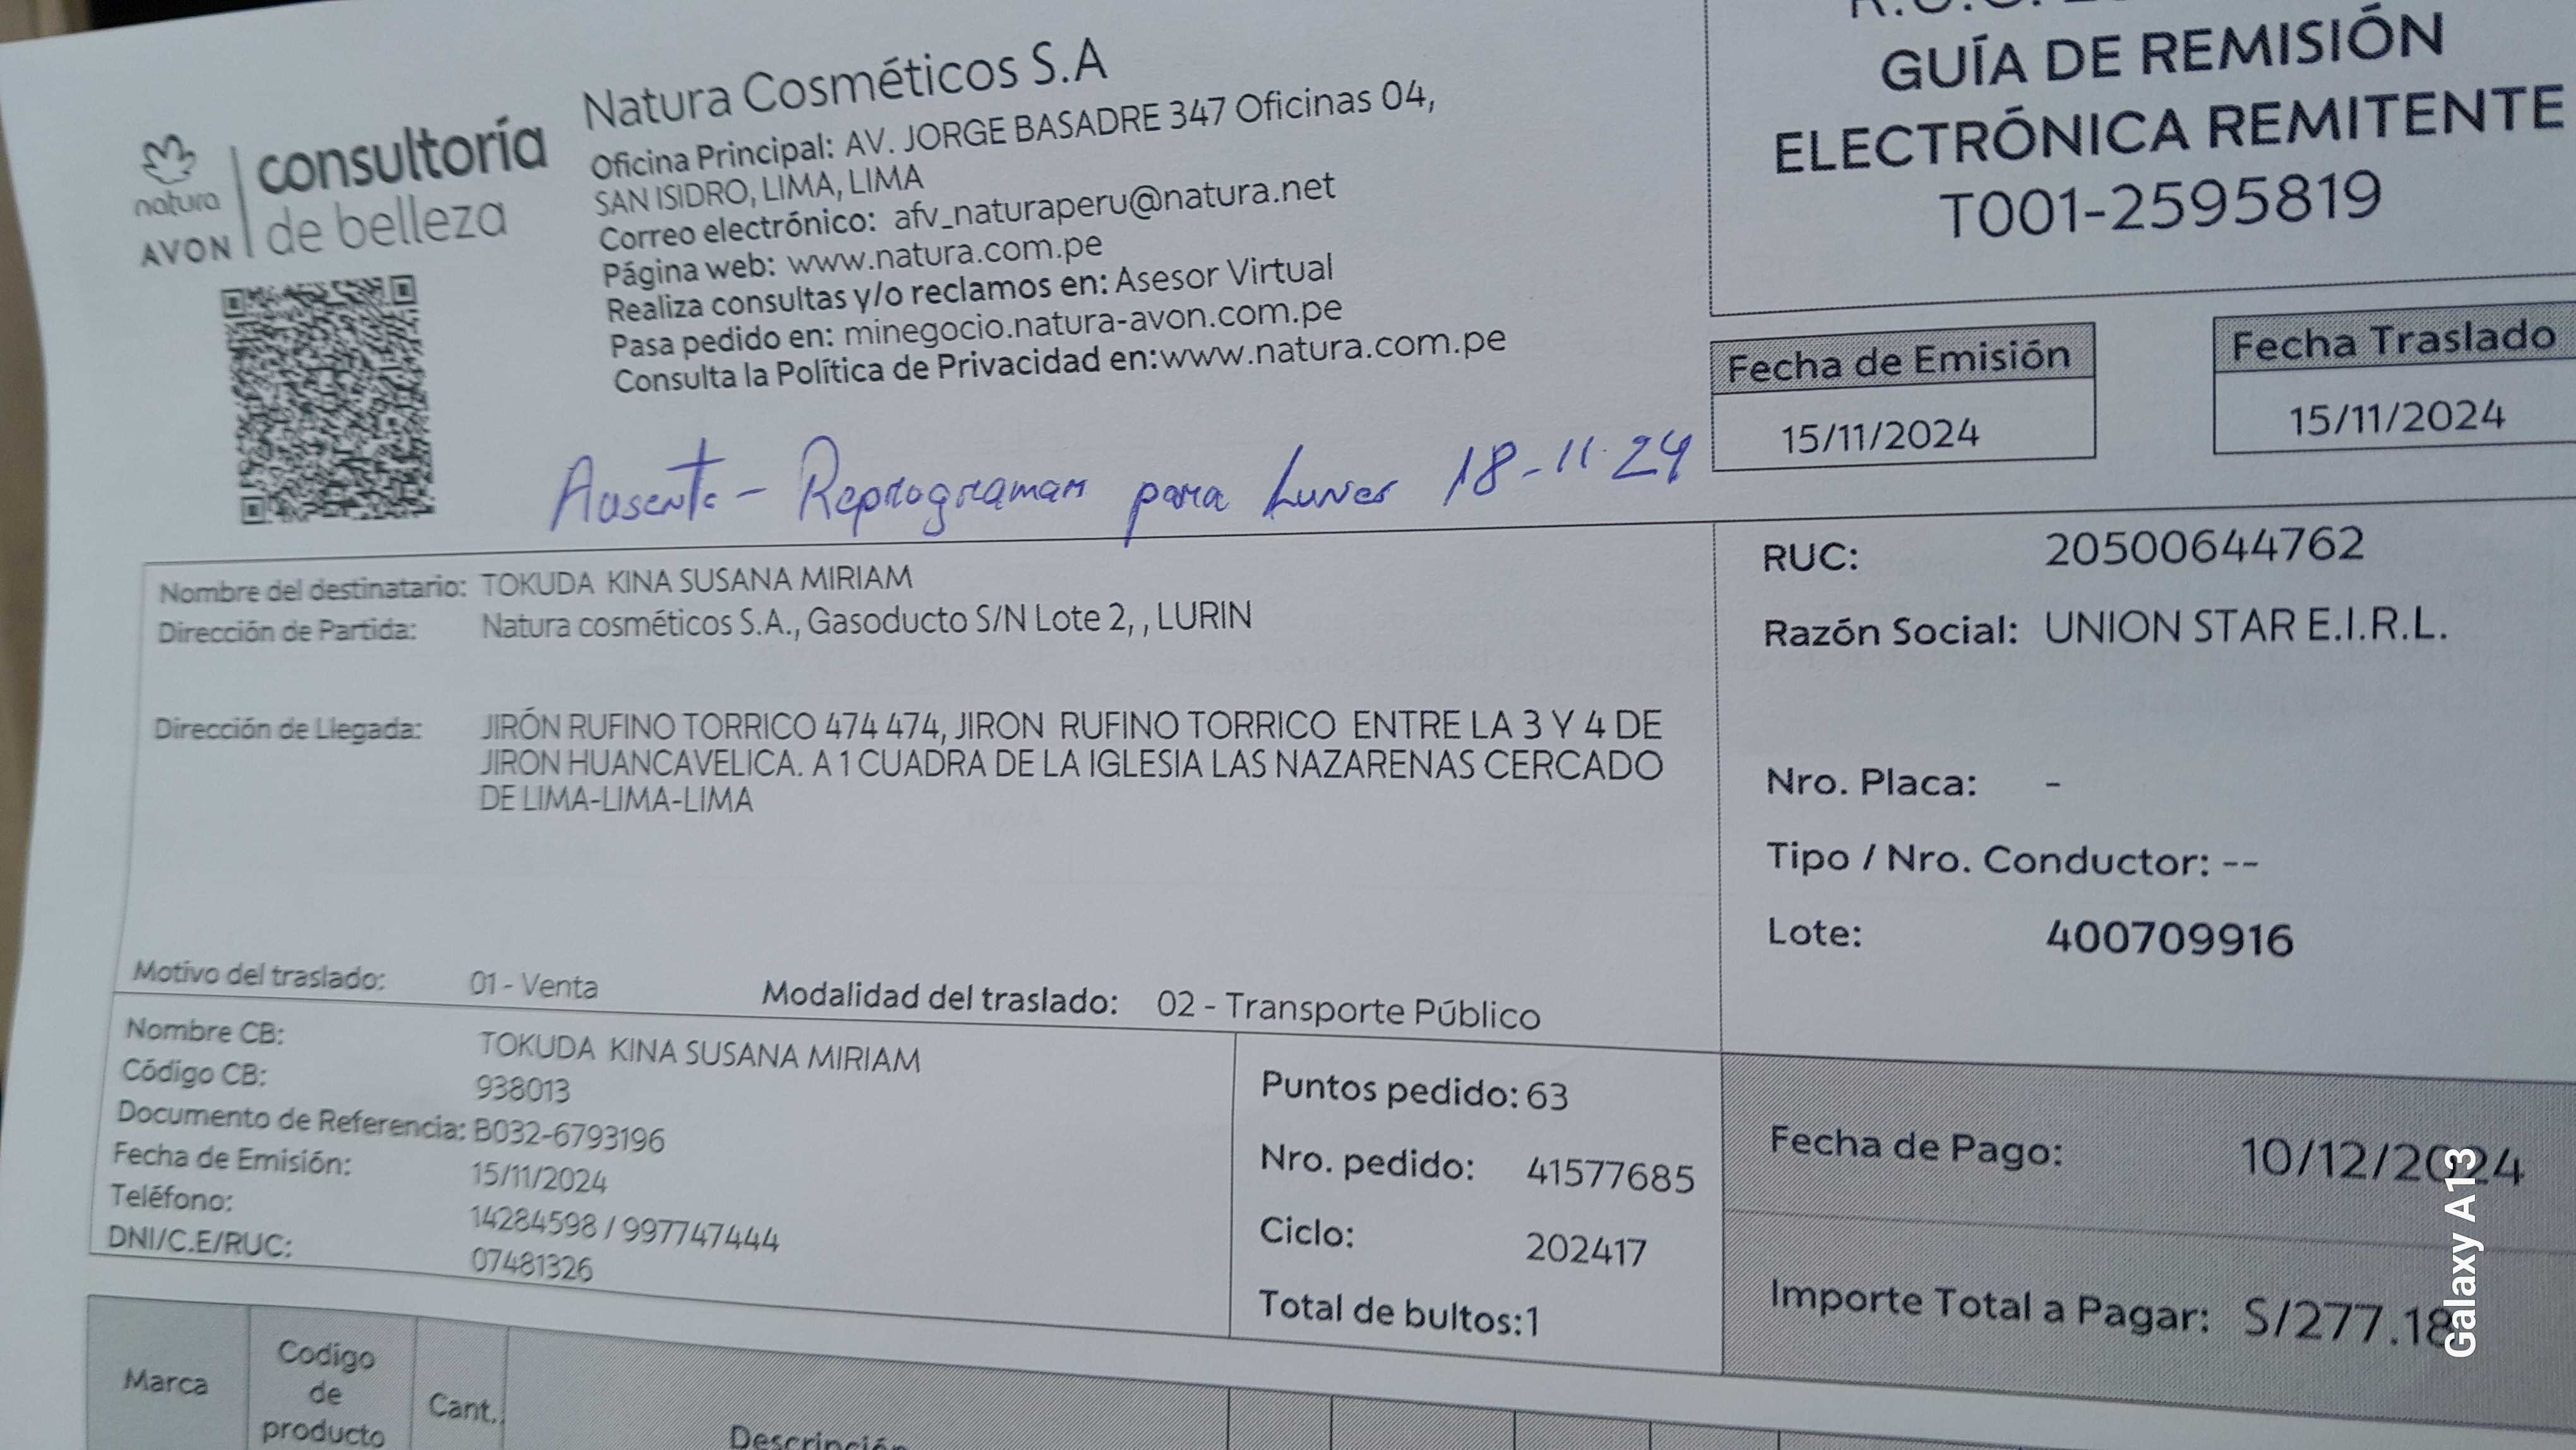 natura
AVON
consultoría
de belleza
Natura Cosméticos S.A
Oficina Principal: AV. JORGE BASADRE 347 Oficinas 04,
SAN ISIDRO, LIMA, LIMA
Correo electrónico: afv_naturaperu@natura.net
Página web: www.natura.com.pe
Realiza consultas y/o reclamos en: Asesor Virtual
Pasa pedido en: minegocio.natura-avon.com.pe
Consulta la Política de Privacidad en:www.natura.com.pe
GUÍA DE REMISIÓN
ELECTRÓNICA REMITENTE
T001-2595819
Fecha de Emisión
15/11/2024
Fecha Traslado
15/11/2024
Ausente - Reprogramar para Lunes 18-11-24
Nombre del destinatario: TOKUDA KINA SUSANA MIRIAM
Dirección de Partida: Natura cosméticos S.A., Gasoducto S/N Lote 2, , LURIN
Dirección de Llegada: JIRÓN RUFINO TORRICO 474 474, JIRON RUFINO TORRICO ENTRE LA 3 Y 4 DE
JIRON HUANCAVELICA. A 1 CUADRA DE LA IGLESIA LAS NAZARENAS CERCADO
DE LIMA-LIMA-LIMA
Motivo del traslado: 01 - Venta Modalidad del traslado: 02 - Transporte Público
RUC: 20500644762
Razón Social: UNION STAR E.I.R.L.
Nro. Placa: -
Tipo / Nro. Conductor: --
Lote: 400709916
Nombre CB: TOKUDA KINA SUSANA MIRIAM
Código CB: 938013
Documento de Referencia: B032-6793196
Fecha de Emisión: 15/11/2024
Teléfono: 14284598 / 997747444
DNI/C.E/RUC: 07481326
Puntos pedido: 63
Nro. pedido: 41577685
Ciclo: 202417
Total de bultos:1
Fecha de Pago: 10/12/2024
Importe Total a Pagar: S/277.18
Marca
Codigo
de
producto
Cant.
Descripción
Galaxy A13